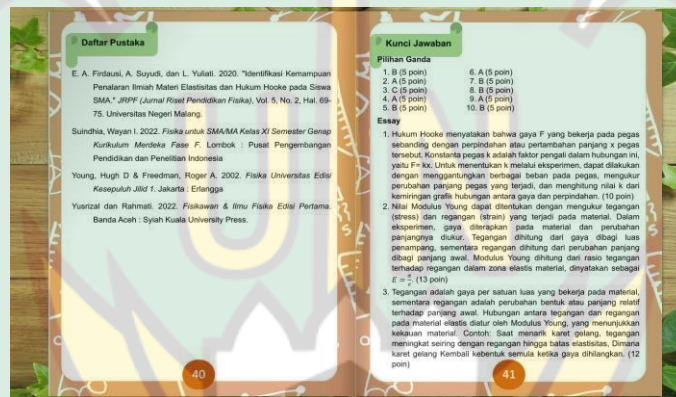 Daftar Pustaka
E. A. Firdausi, A. Suyudi, dan L. Yuliati. 2020. "Identifikasi Kemampuan
Penalaran Ilmiah Materi Elastisitas dan Hukum Hooke pada Siswa
SMA." JRPF (Jurnal Riset Pendidikan Fisika), Vol. 5, No. 2, Hal. 69-
75. Universitas Negeri Malang.
Suindhia, Wayan I. 2022. Fisika untuk SMA/MA Kelas XI Semester Genap
Kurikulum Merdeka Fase F. Lombok : Pusat Pengembangan
Pendidikan dan Penelitian Indonesia
Young, Hugh D & Freedman, Roger A. 2002. Fisika Universitas Edisi
Kesepuluh Jilid 1. Jakarta : Erlangga
Yusrizal dan Rahmati. 2022. Fisikawan & Ilmu Fisika Edisi Pertama.
Banda Aceh : Syiah Kuala University Press.
40
Kunci Jawaban
Pilihan Ganda
1. B (5 poin)
2. A (5 poin)
3. C (5 poin)
4. A (5 poin)
5. B (5 poin)
6. A (5 poin)
7. B (5 poin)
8. B (5 poin)
9. A (5 poin)
10. B (5 poin)
Essay
1. Hukum Hooke menyatakan bahwa gaya F yang bekerja pada pegas
sebanding dengan perpindahan atau pertambahan panjang x pegas
tersebut. Konstanta pegas k adalah faktor pengali dalam hubungan ini,
yaitu F= kx. Untuk menentukan k melalui eksperimen, dapat dilakukan
dengan menggantungkan berbagai beban pada pegas, mengukur
perubahan panjang pegas yang terjadi, dan menghitung nilai k dari
kemiringan grafik hubungan antara gaya dan perpindahan. (10 poin)
2. Nilai Modulus Young dapat ditentukan dengan mengukur tegangan
(stress) dan regangan (strain) yang terjadi pada material. Dalam
eksperimen, gaya diterapkan pada material dan perubahan
panjangnya diukur. Tegangan dihitung dari gaya dibagi luas
penampang, sementara regangan dihitung dari perubahan panjang
dibagi panjang awal. Modulus Young dihitung dari rasio tegangan
terhadap regangan dalam zona elastis material, dinyatakan sebagai
E = σ/ε. (13 poin)
3. Tegangan adalah gaya per satuan luas yang bekerja pada material,
sementara regangan adalah perubahan bentuk atau panjang relatif
terhadap panjang awal. Hubungan antara tegangan dan regangan
pada material elastis diatur oleh Modulus Young, yang menunjukkan
kekauan material. Contoh: Saat menarik karet gelang, tegangan
meningkat seiring dengan regangan hingga batas elastisitas, Dimana
karet gelang Kembali kebentuk semula ketika gaya dihilangkan. (12
poin)
41